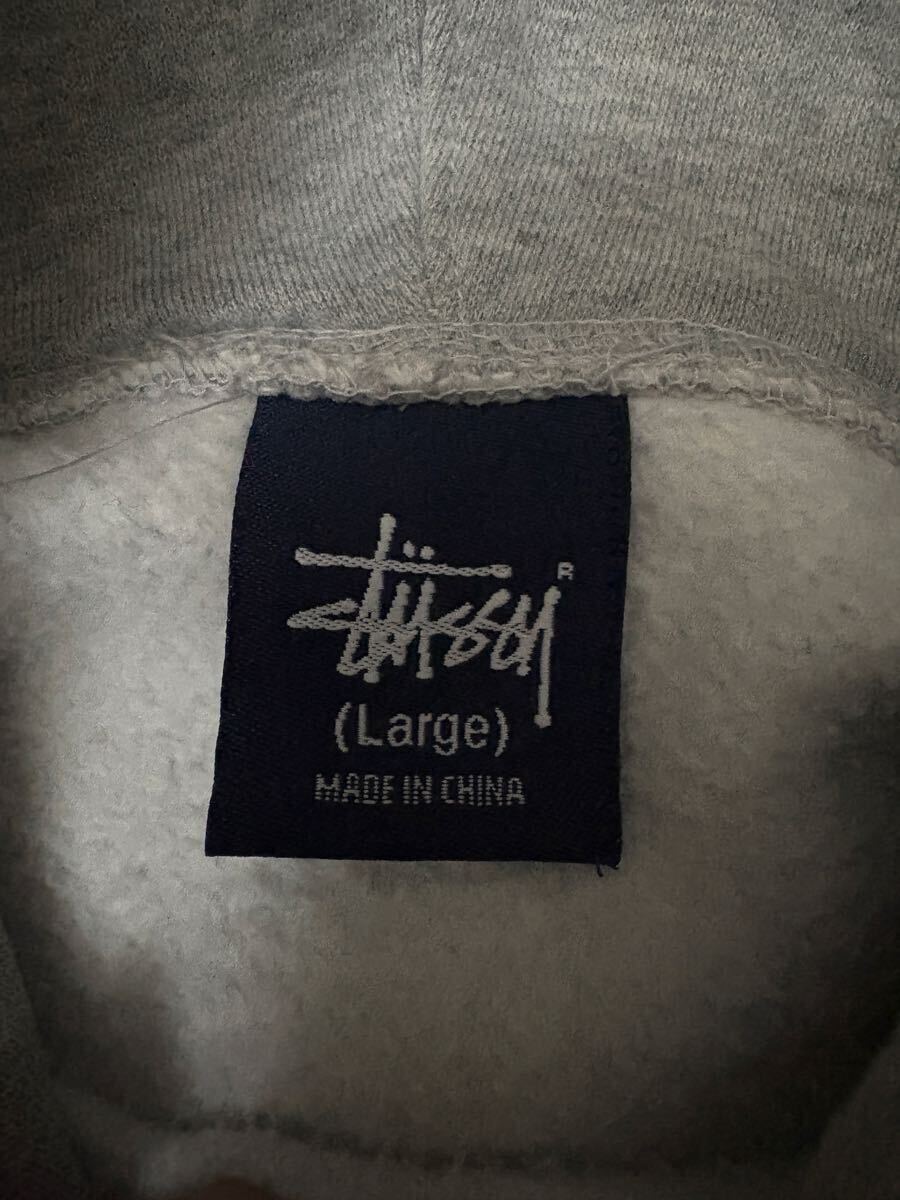 Stüssy
R
(Large)
MADE IN CHINA